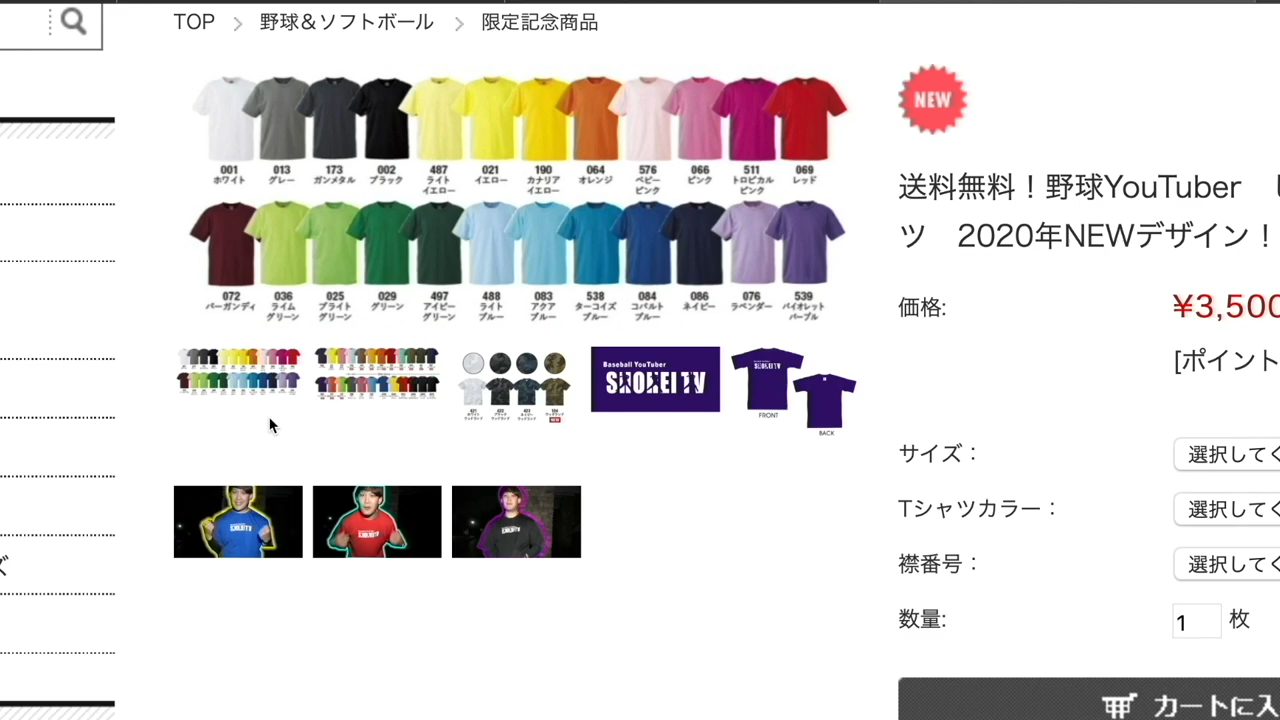 TOP 野球&ソフトボール 限定記念商品
NEW
001 013 173 002 487 021 190 064 576 066 511 069
ホワイト グレー ガンメタル ブラック ライトイエロー イエロー カナリアイエロー オレンジ ベビーピンク ピンク トロピカルピンク レッド
送料無料！野球YouTuber
ツ 2020年NEWデザイン！
072 036 025 029 497 488 083 538 084 086 076 539
バーガンディ ライムグリーン ブライトグリーン グリーン アイビーグリーン ライトブルー アクアブルー ターコイズブルー コバルトブルー ネイビー ラベンダー バイオレットパープル
価格: ¥3,500
[ポイント
Baseball YouTuber
SHOKEI TV
SHOKEI TV
FRONT
BACK
サイズ： 選択してく
Tシャツカラー： 選択してく
襟番号： 選択してく
ズ
数量: 1 枚
カートに入